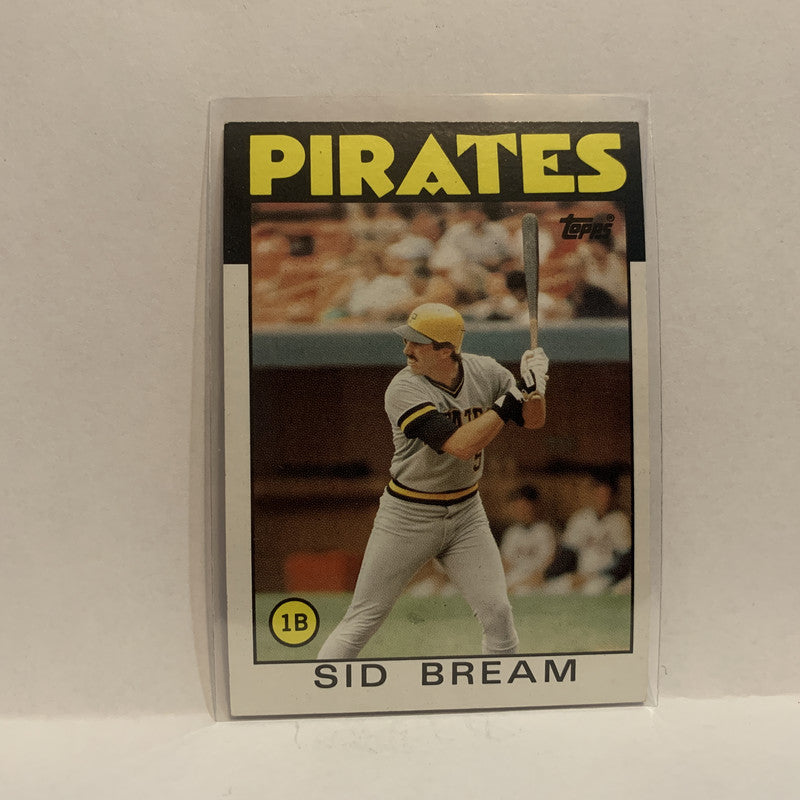 PIRATES
Topps®
1B
SID BREAM